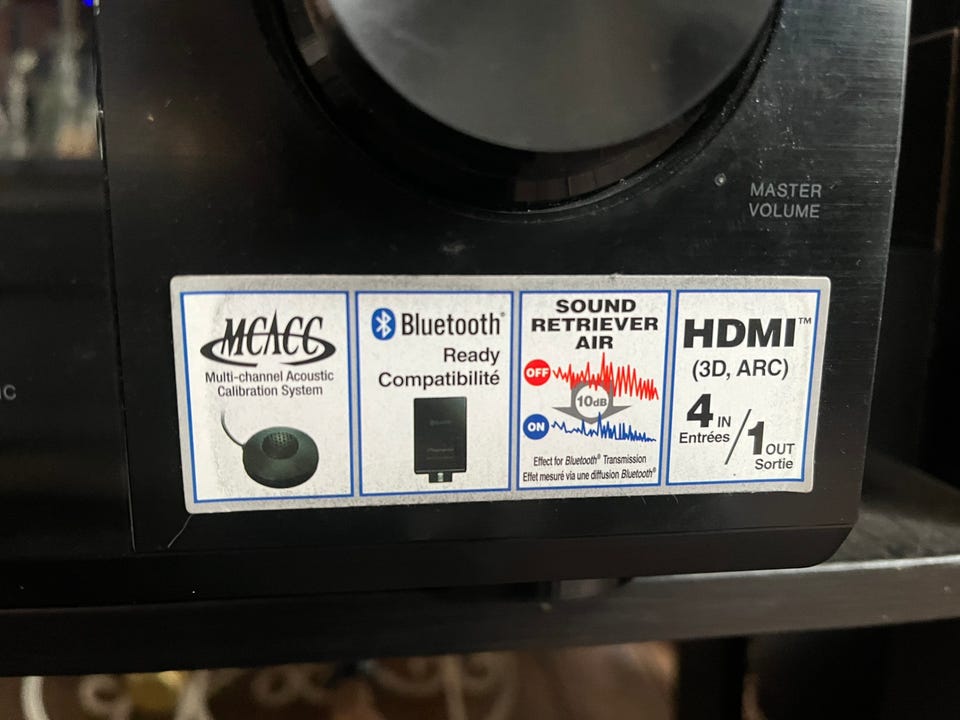 MASTER
VOLUME
MCACC
Multi-channel Acoustic
Calibration System
Bluetooth®
Ready
Compatibilité
SOUND
RETRIEVER
AIR
OFF
10dB
ON
Effect for Bluetooth® Transmission
Effet mesuré via une diffusion Bluetooth®
HDMI™
(3D, ARC)
4 IN
Entrées
/
1 OUT
Sortie